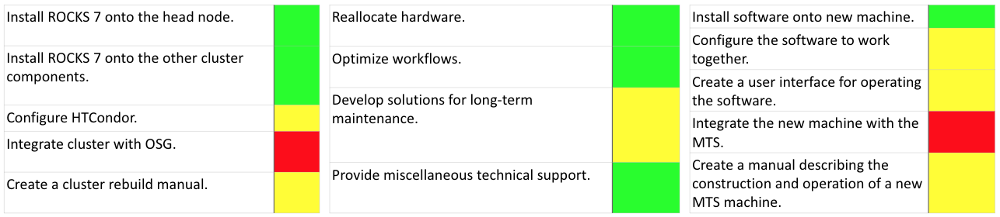 Install ROCKS 7 onto the head node.
Install ROCKS 7 onto the other cluster
components.
Configure HTCondor.
Integrate cluster with OSG.
Create a cluster rebuild manual.
Reallocate hardware.
Optimize workflows.
Develop solutions for long-term
maintenance.
Provide miscellaneous technical support.
Install software onto new machine.
Configure the software to work
together.
Create a user interface for operating
the software.
Integrate the new machine with the
MTS.
Create a manual describing the
construction and operation of a new
MTS machine.